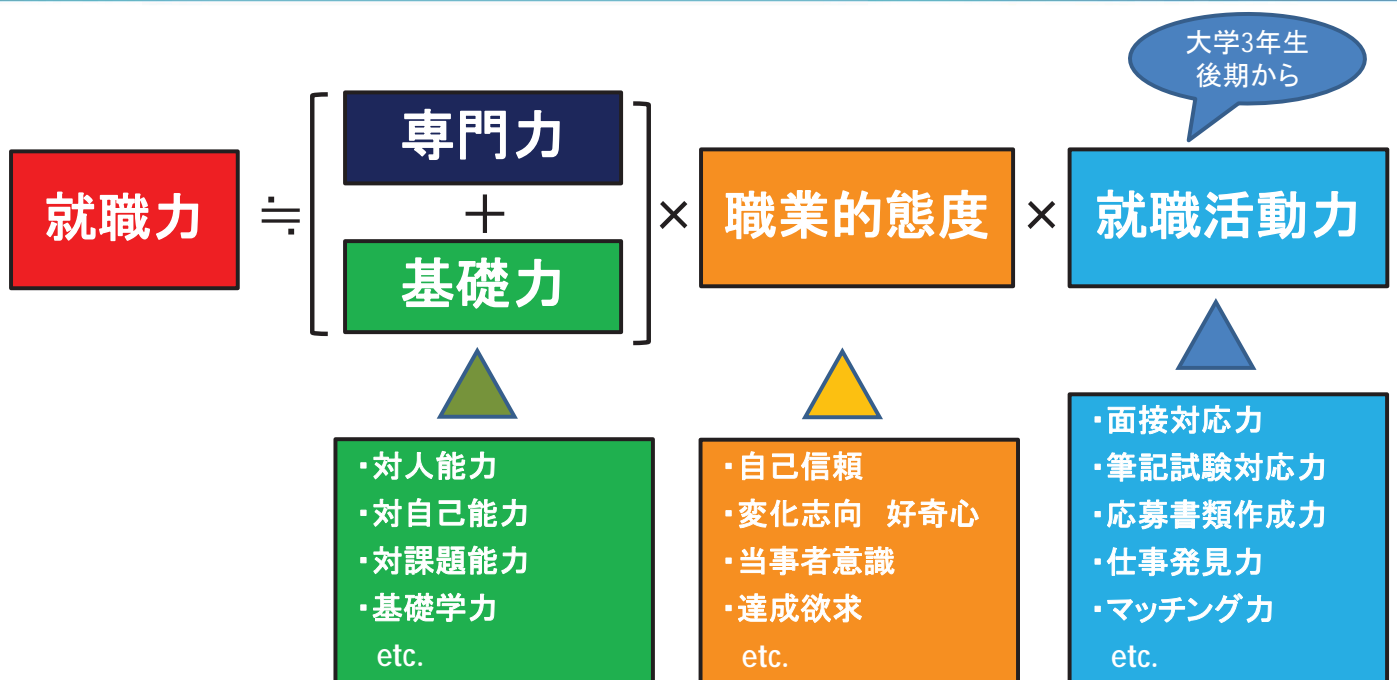 大学3年生
後期から
就職力 ≒ [ 専門力 + 基礎力 ] × 職業的態度 × 就職活動力
・対人能力
・対自己能力
・対課題能力
・基礎学力
etc.
・自己信頼
・変化志向　好奇心
・当事者意識
・達成欲求
etc.
・面接対応力
・筆記試験対応力
・応募書類作成力
・仕事発見力
・マッチング力
etc.